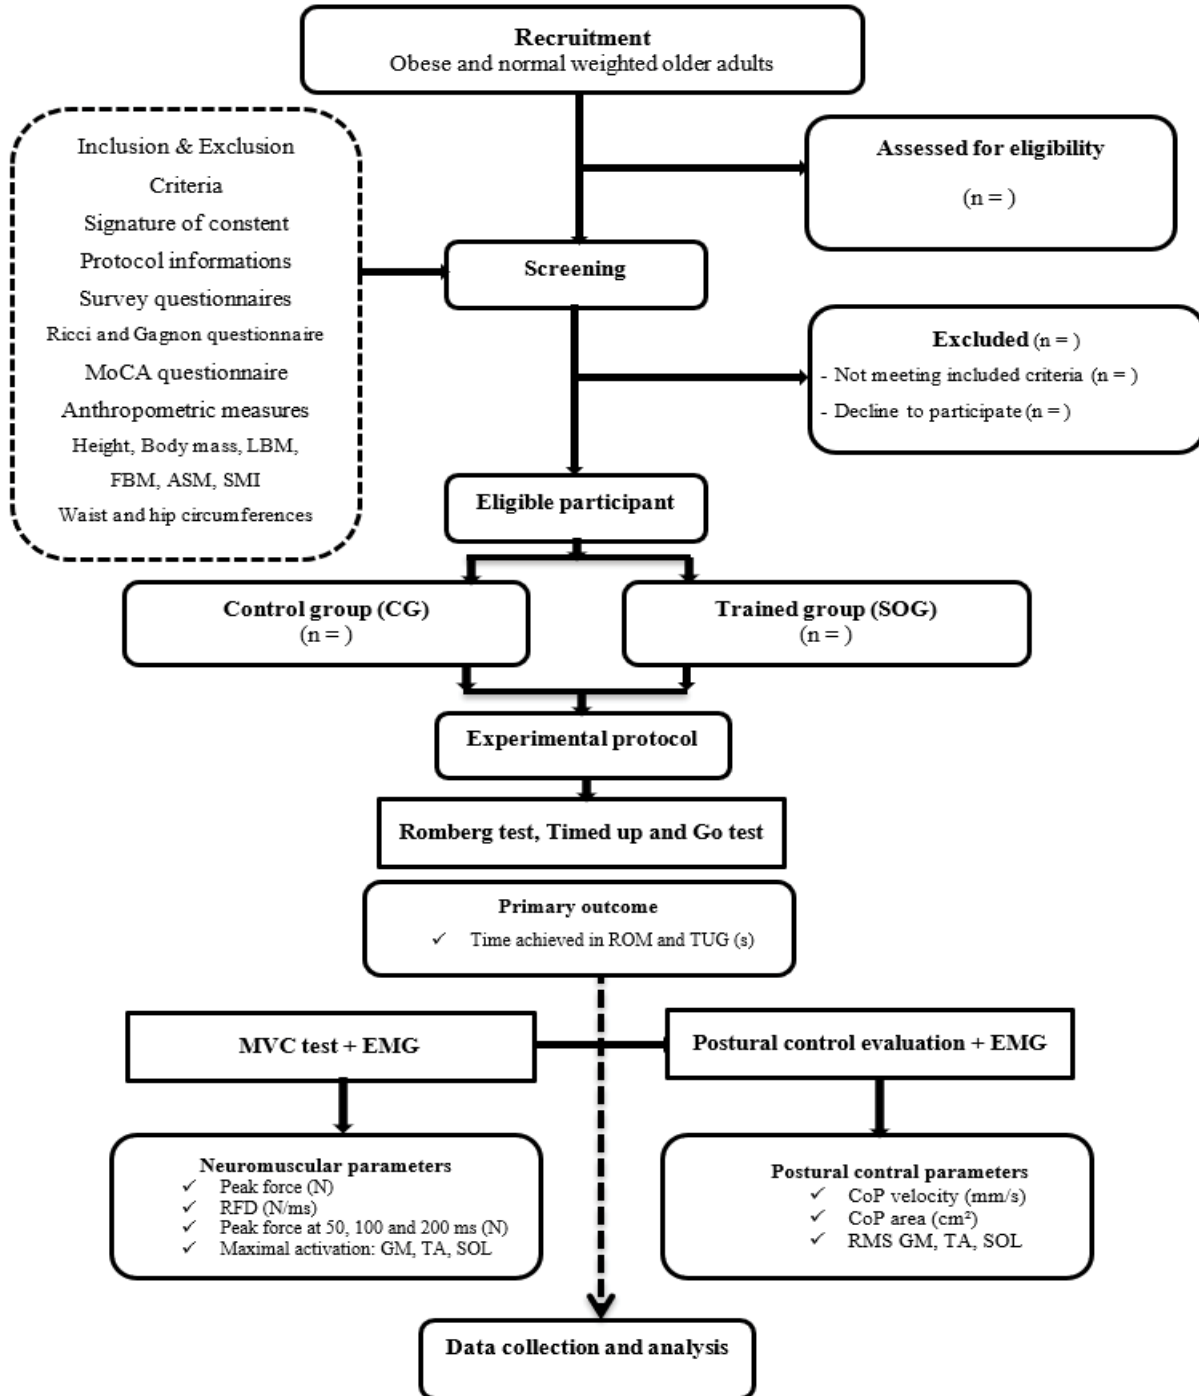 Recruitment
Obese and normal weighted older adults
Inclusion & Exclusion
Criteria
Signature of constent
Protocol informations
Survey questionnaires
Ricci and Gagnon questionnaire
MoCA questionnaire
Anthropometric measures
Height, Body mass, LBM,
FBM, ASM, SMI
Waist and hip circumferences
Assessed for eligibility
(n = )
Screening
Excluded (n = )
- Not meeting included criteria (n = )
- Decline to participate (n = )
Eligible participant
Control group (CG)
(n = )
Trained group (SOG)
(n = )
Experimental protocol
Romberg test, Timed up and Go test
Primary outcome
✓ Time achieved in ROM and TUG (s)
MVC test + EMG
Postural control evaluation + EMG
Neuromuscular parameters
✓ Peak force (N)
✓ RFD (N/ms)
✓ Peak force at 50, 100 and 200 ms (N)
✓ Maximal activation: GM, TA, SOL
Postural contral parameters
✓ CoP velocity (mm/s)
✓ CoP area (cm²)
✓ RMS GM, TA, SOL
Data collection and analysis